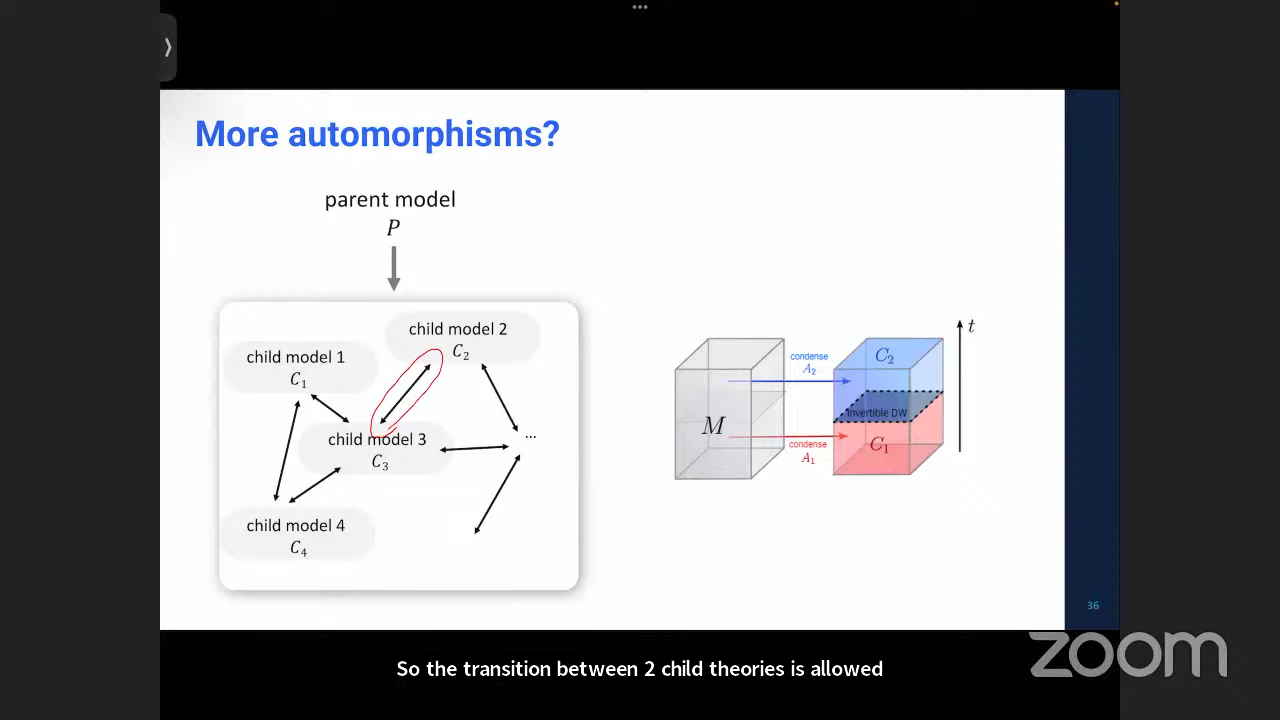 More automorphisms?
parent model
P
child model 2
C₂
child model 1
C₁
child model 3
C₃
...
child model 4
C₄
M
condense
A₂
condense
A₁
C₂
Invertible DW
C₁
t
36
So the transition between 2 child theories is allowed
zoom